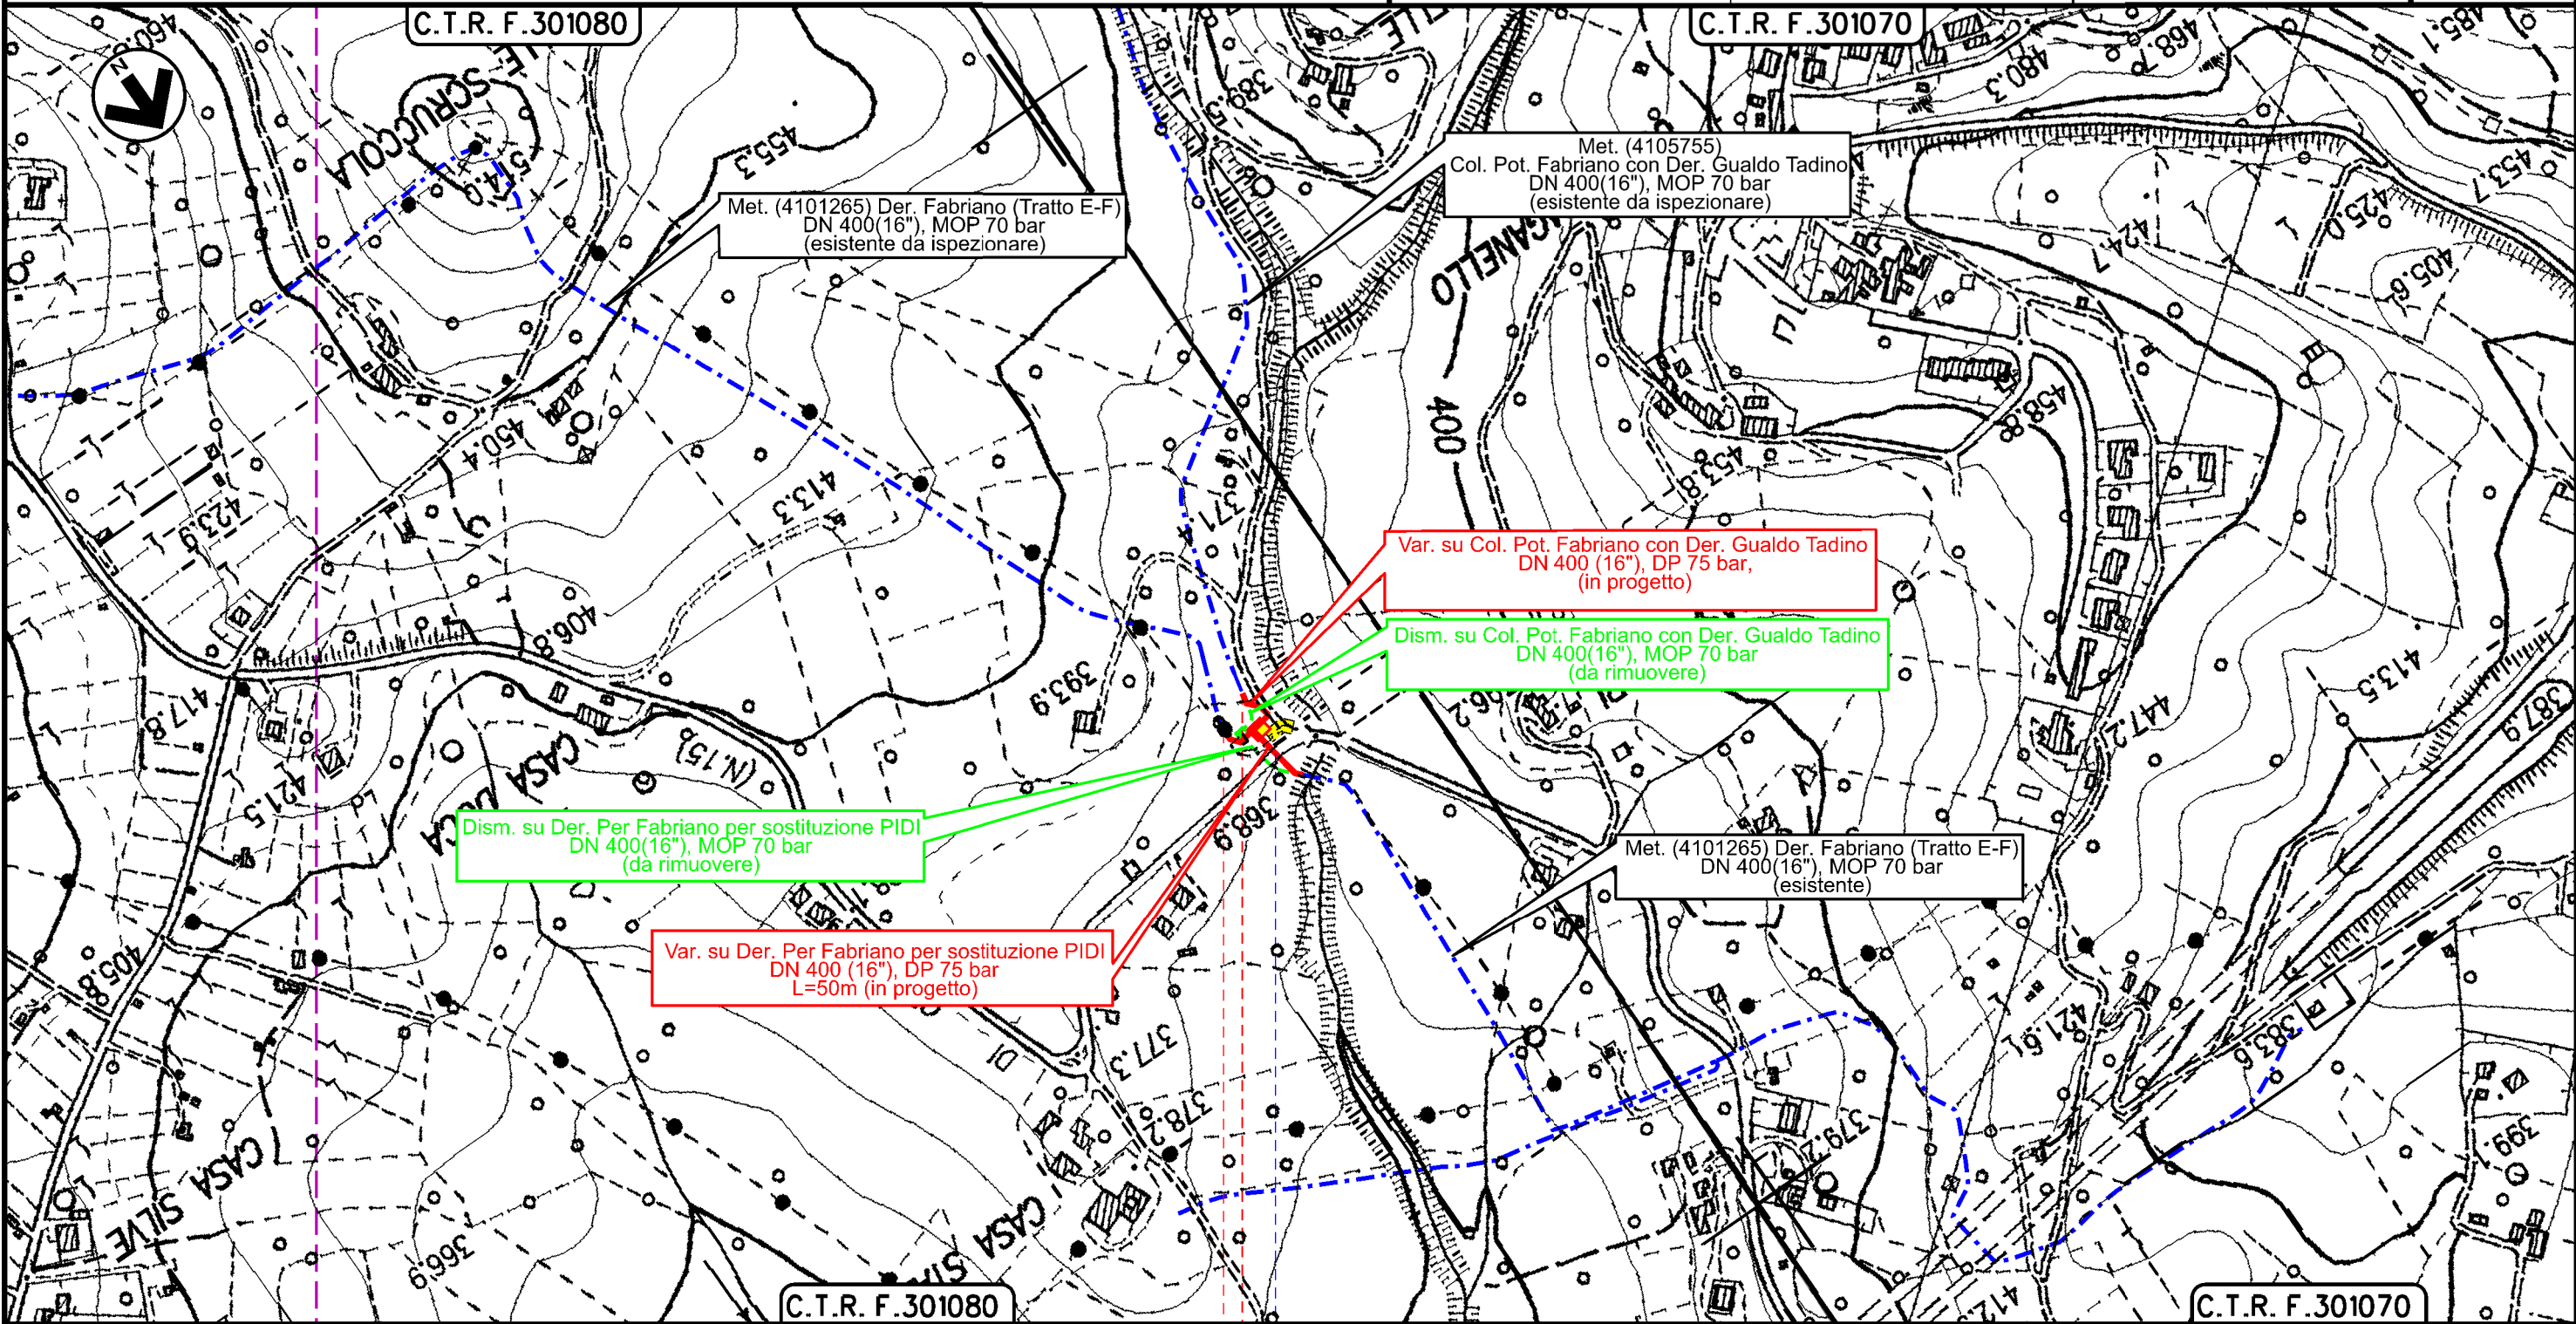 C.T.R. F.301080
C.T.R. F.301070
N
460.8
SCRUCCOLA
514.0
455.3
389.5
480.3
468.7
485.1
453.7
425.0
424.7
405.6
Met. (4101265) Der. Fabriano (Tratto E-F)
DN 400(16"), MOP 70 bar
(esistente da ispezionare)
Met. (4105755)
Col. Pot. Fabriano con Der. Gualdo Tadino
DN 400(16"), MOP 70 bar
(esistente da ispezionare)
400
458.8
453.8
450.4
423.9
413.3
371.
Var. su Col. Pot. Fabriano con Der. Gualdo Tadino
DN 400 (16"), DP 75 bar,
(in progetto)
Dism. su Col. Pot. Fabriano con Der. Gualdo Tadino
DN 400(16"), MOP 70 bar
(da rimuovere)
406.8
393.9
417.8
421.5
CASA
(N.15)
447.2
413.5
387.9
368.9
Dism. su Der. Per Fabriano per sostituzione PIDI
DN 400(16"), MOP 70 bar
(da rimuovere)
Met. (4101265) Der. Fabriano (Tratto E-F)
DN 400(16"), MOP 70 bar
(esistente)
Var. su Der. Per Fabriano per sostituzione PIDI
DN 400 (16"), DP 75 bar
L=50m (in progetto)
405.8
DI
377.3
378.2
421.6
383.6
379.2
399.
CASA
SILVE
CASA
366.9
C.T.R. F.301080
C.T.R. F.301070